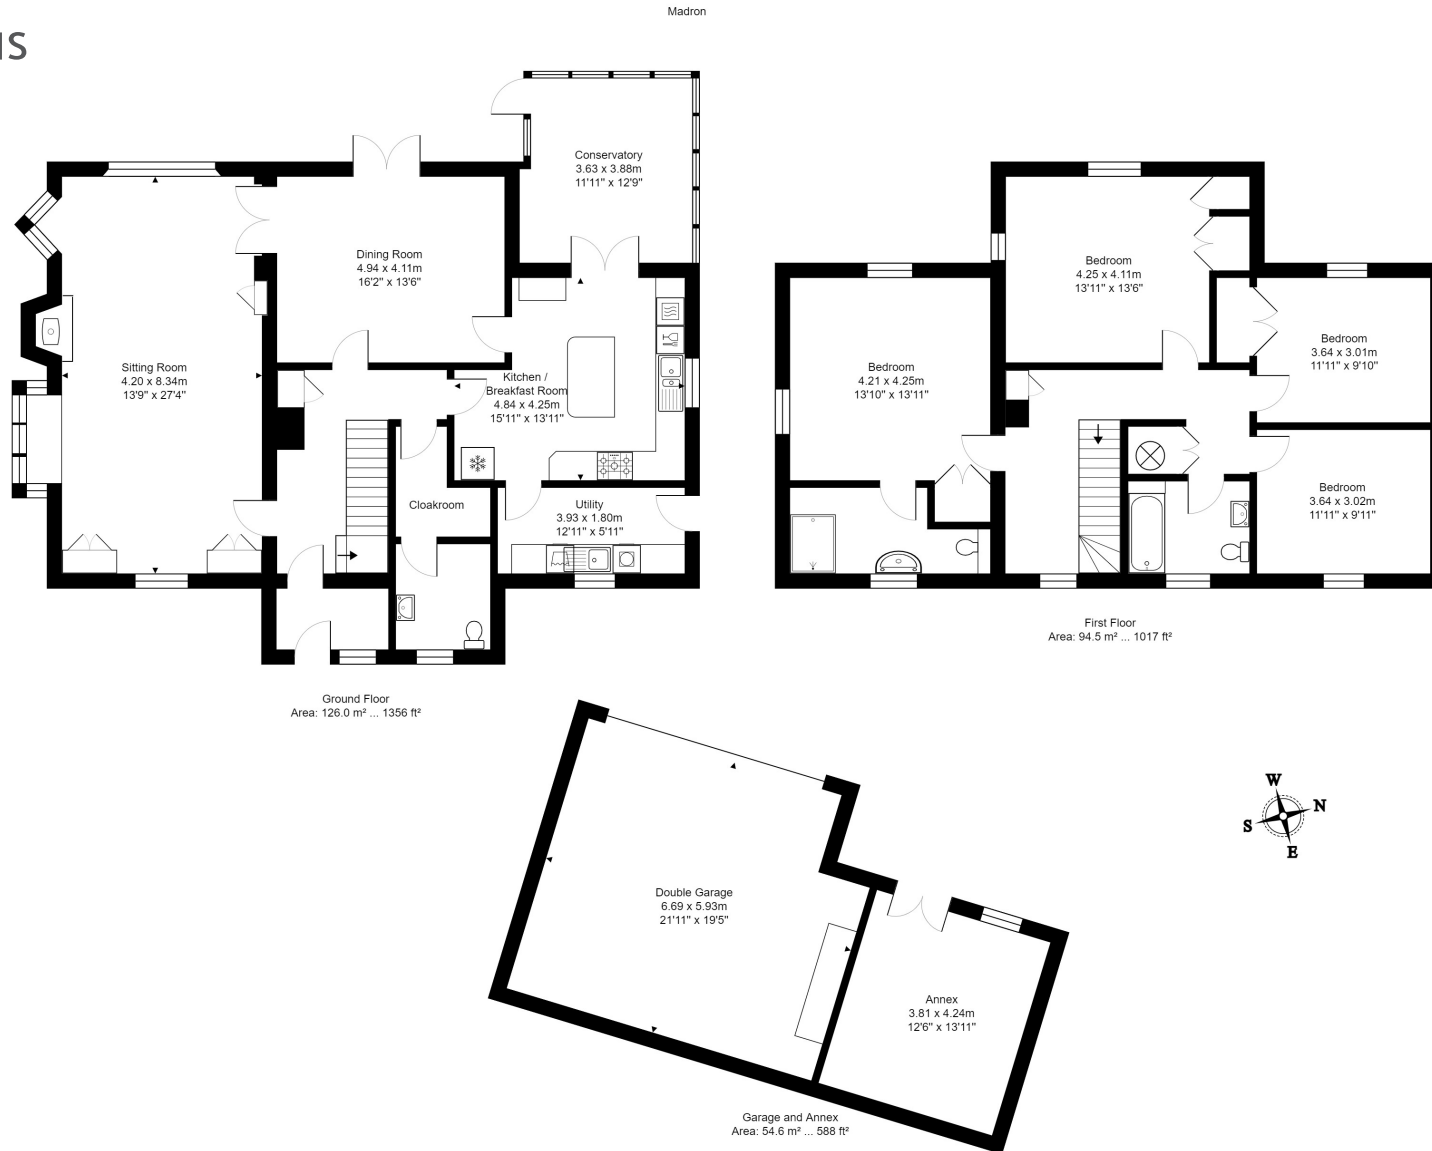 Madron
Conservatory
3.63 x 3.88m
11'11" x 12'9"
Dining Room
4.94 x 4.11m
16'2" x 13'6"
Sitting Room
4.20 x 8.34m
13'9" x 27'4"
Kitchen /
Breakfast Room
4.84 x 4.25m
15'11" x 13'11"
Cloakroom
Utility
3.93 x 1.80m
12'11" x 5'11"
Ground Floor
Area: 126.0 m² ... 1356 ft²
Bedroom
4.25 x 4.11m
13'11" x 13'6"
Bedroom
3.64 x 3.01m
11'11" x 9'10"
Bedroom
4.21 x 4.25m
13'10" x 13'11"
Bedroom
3.64 x 3.02m
11'11" x 9'11"
First Floor
Area: 94.5 m² ... 1017 ft²
Double Garage
6.69 x 5.93m
21'11" x 19'5"
Annex
3.81 x 4.24m
12'6" x 13'11"
Garage and Annex
Area: 54.6 m² ... 588 ft²
W
N
S
E